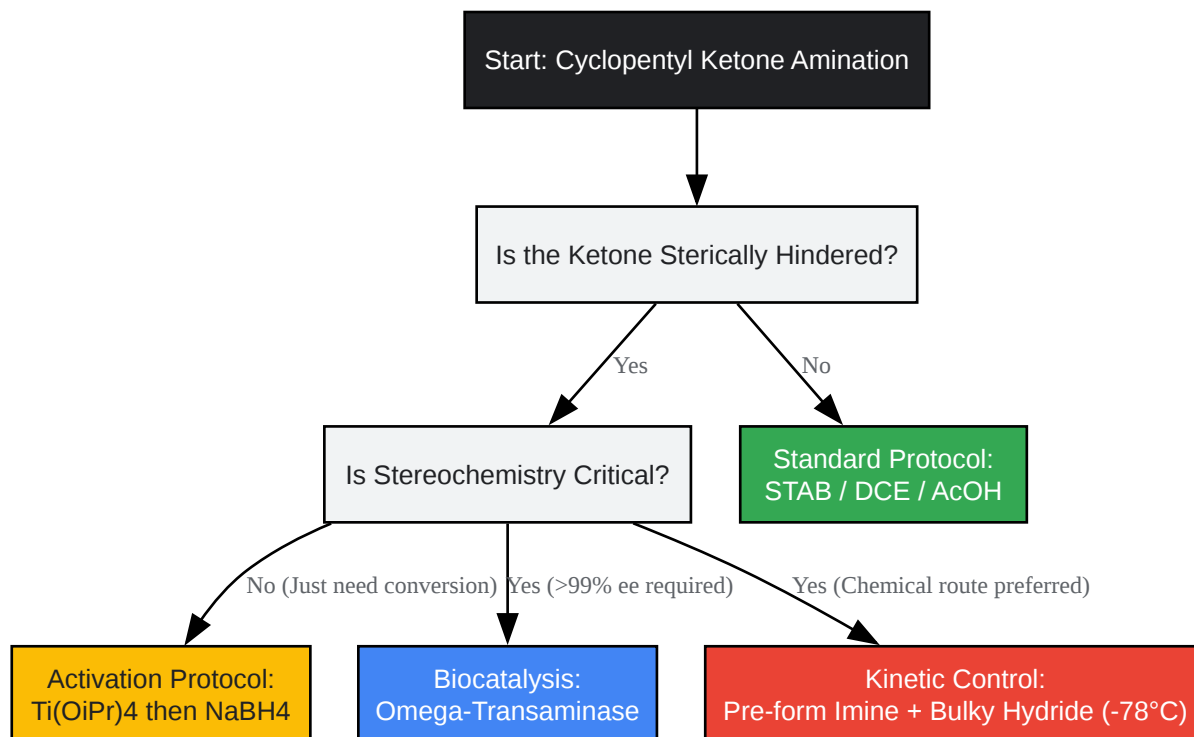 Start: Cyclopentyl Ketone Amination
Is the Ketone Sterically Hindered?
Yes
No
Is Stereochemistry Critical?
Standard Protocol:
STAB / DCE / AcOH
No (Just need conversion)
Yes (>99% ee required)
Yes (Chemical route preferred)
Activation Protocol:
Ti(OiPr)4 then NaBH4
Biocatalysis:
Omega-Transaminase
Kinetic Control:
Pre-form Imine + Bulky Hydride (-78°C)